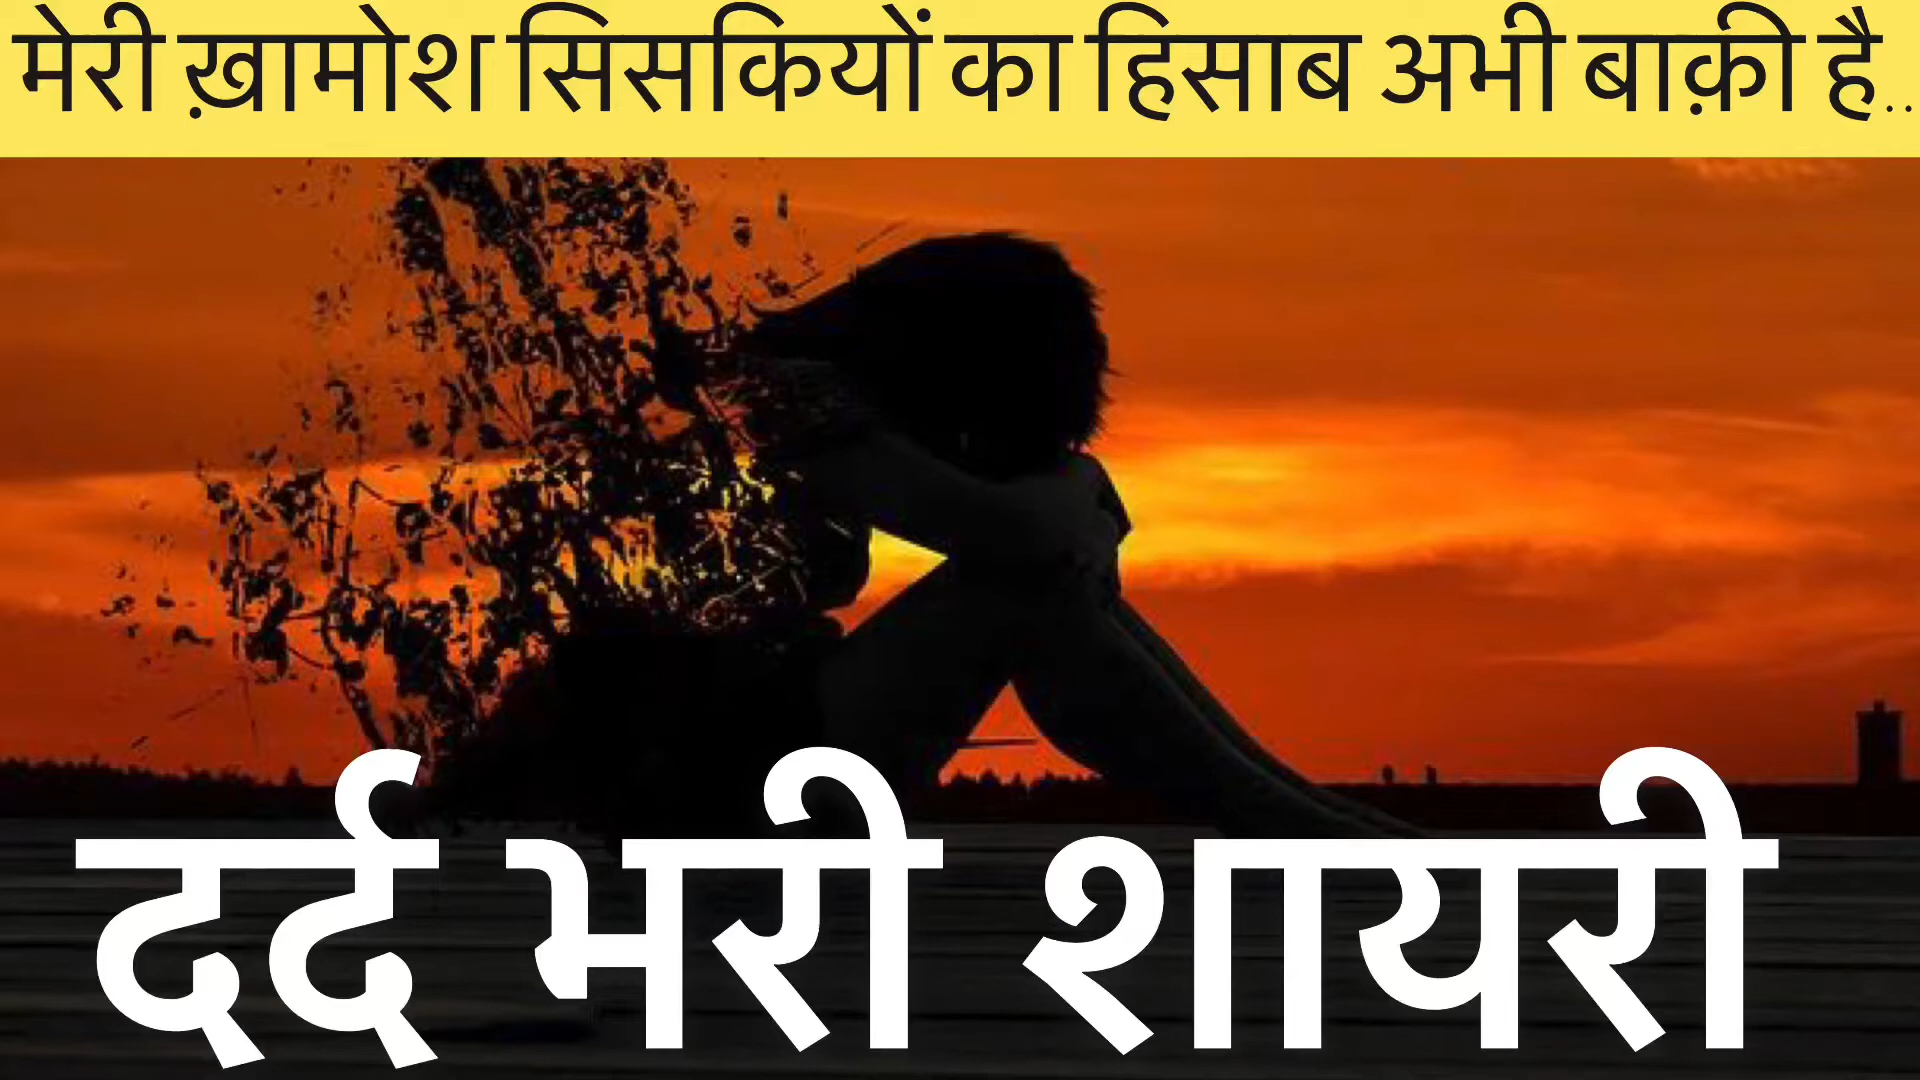 मेरी ख़ामोश सिसकियों का हिसाब अभी बाक़ी है..
दर्द भरी शायरी